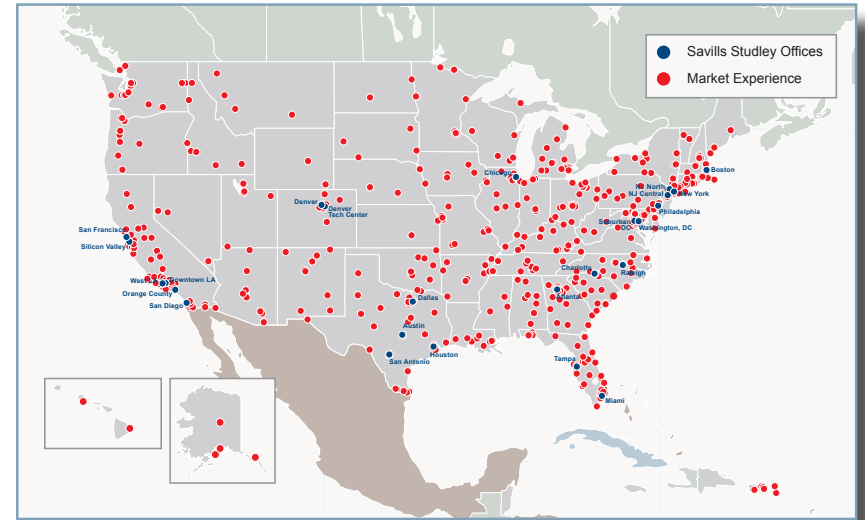 Savills Studley Offices
Market Experience
Boston
Chicago
NJ North
NJ Central
New York
Denver
Denver
Tech Center
Philadelphia
Suburban
DC
Washington, DC
San Francisco
Silicon Valley
Charlotte
Raleigh
West
Downtown LA
Orange County
Atlanta
Dallas
San Diego
Austin
Houston
San Antonio
Tampa
Miami